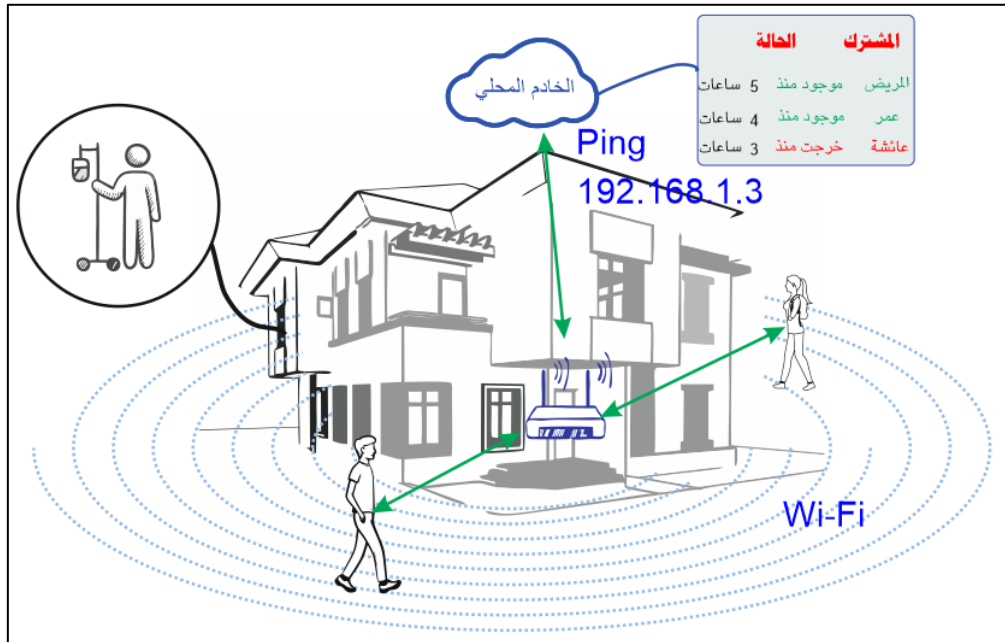 المشترك الحالة
المريض موجود منذ 5 ساعات
عمر موجود منذ 4 ساعات
عائشة خرجت منذ 3 ساعات
الخادم المحلي
Ping
192.168.1.3
Wi-Fi